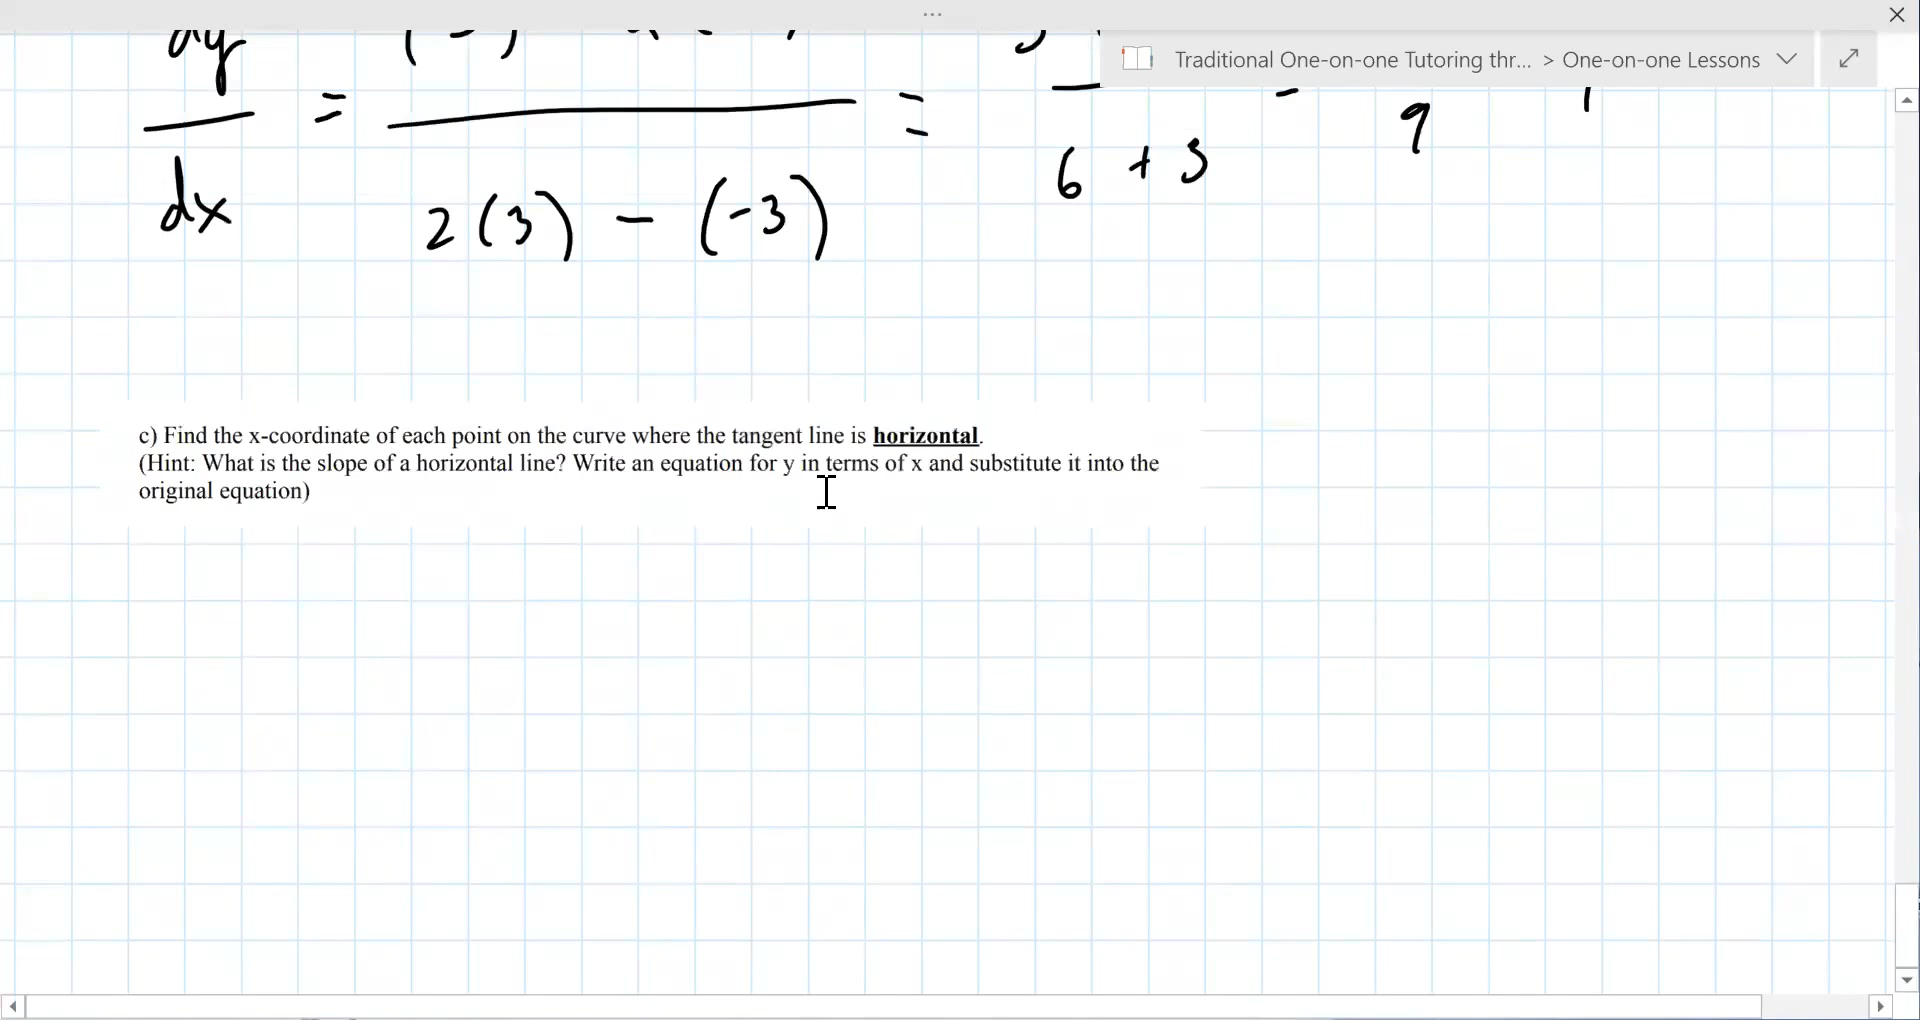 ...
Traditional One-on-one Tutoring thr... > One-on-one Lessons
dy
=
=
9
dx
2(3) - (-3)
6 + 3
c) Find the x-coordinate of each point on the curve where the tangent line is horizontal.
(Hint: What is the slope of a horizontal line? Write an equation for y in terms of x and substitute it into the
original equation)